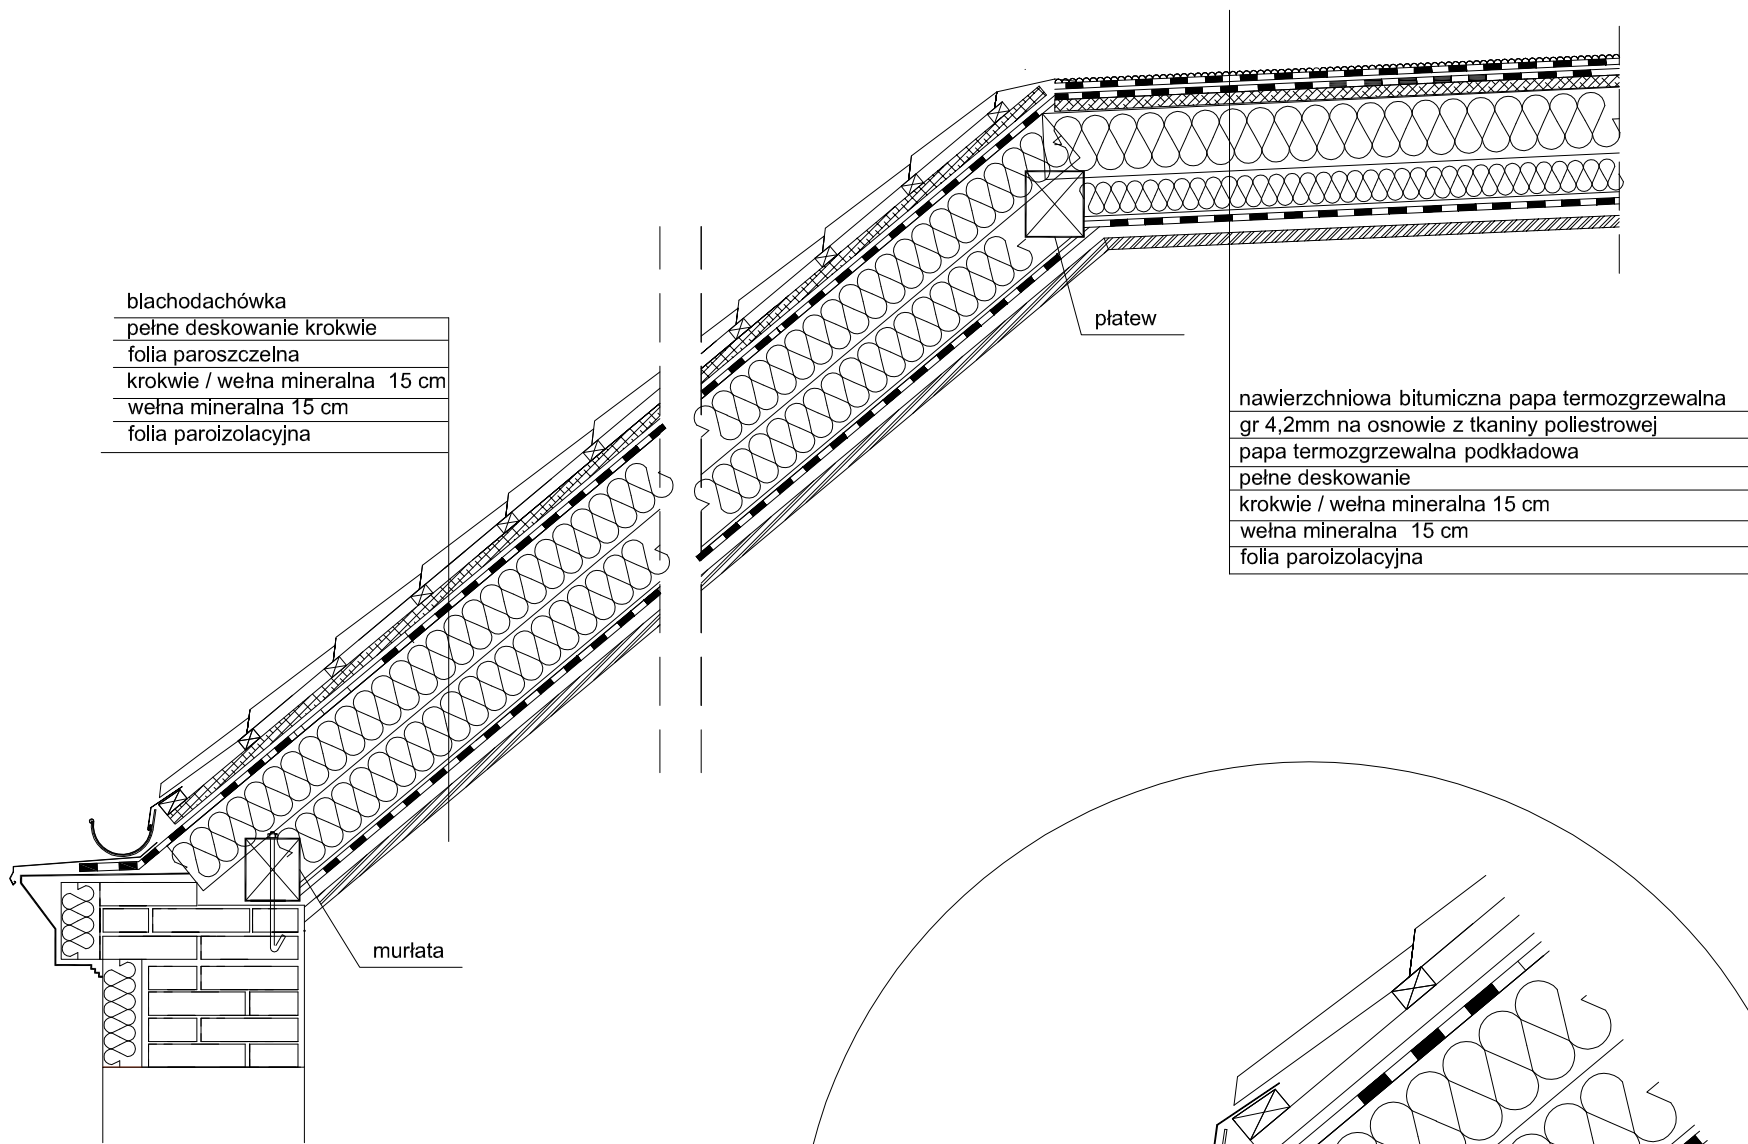 blachodachówka
pełne deskowanie krokwie
folia paroszczelna
krokwie / wełna mineralna 15 cm
wełna mineralna 15 cm
folia paroizolacyjna
płatew
nawierzchniowa bitumiczna papa termozgrzewalna
gr 4,2mm na osnowie z tkaniny poliestrowej
papa termozgrzewalna podkładowa
pełne deskowanie
krokwie / wełna mineralna 15 cm
wełna mineralna 15 cm
folia paroizolacyjna
murłata